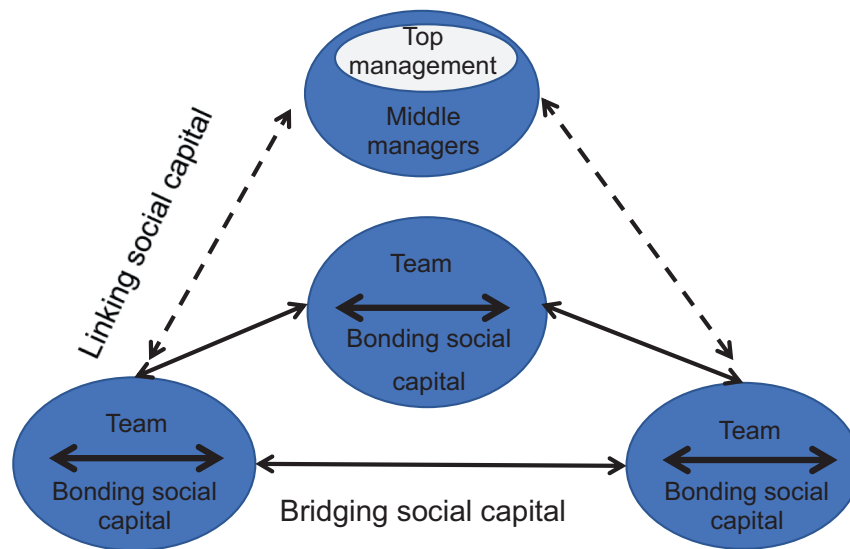 Top
management
Middle
managers
Linking social capital
Team
Bonding social
capital
Team
Bonding social
capital
Team
Bonding social
capital
Bridging social capital